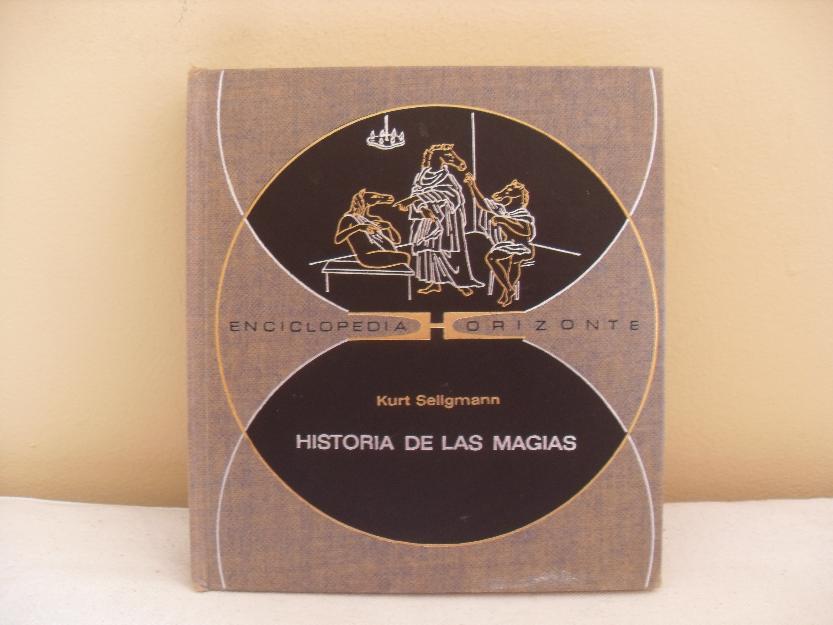 ENCICLOPEDIA HORIZONTE
Kurt Seligmann
HISTORIA DE LAS MAGIAS